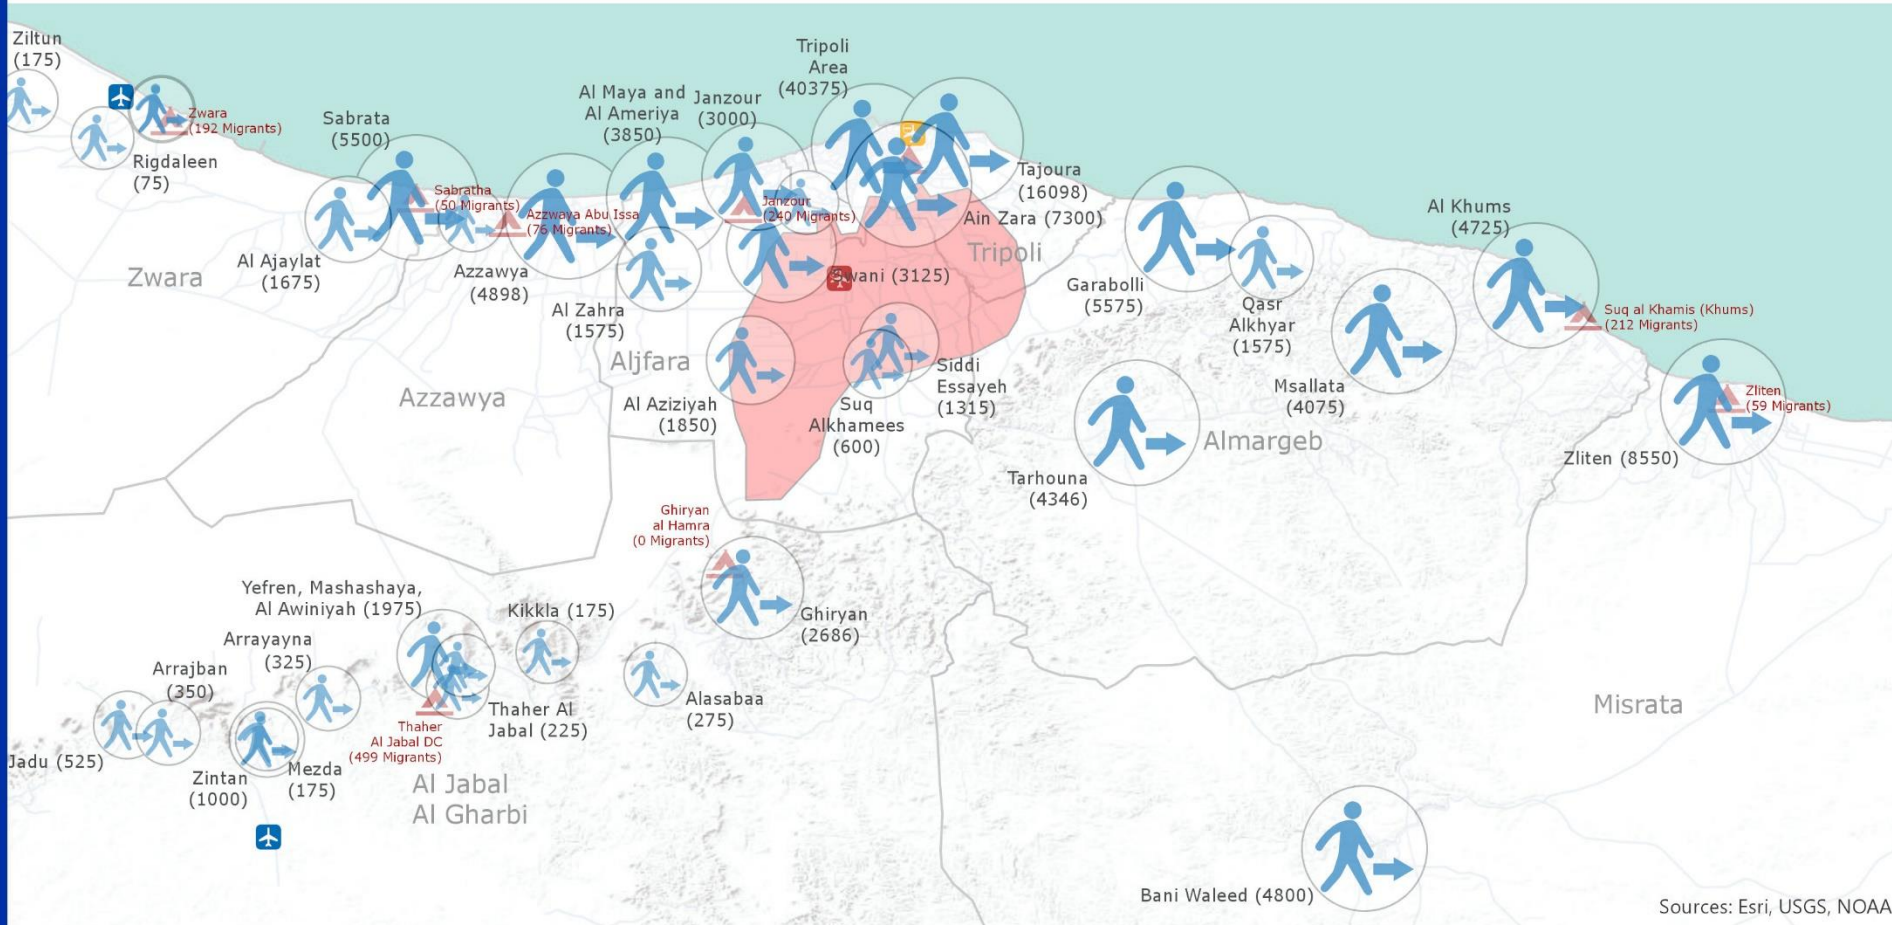 Ziltun
(175)
Zwara
(192 Migrants)
Rigdaleen
(75)
Sabrata
(5500)
Al Maya and
Al Ameriya
(3850)
Janzour
(3000)
Tripoli
Area
(40375)
Tajoura
(16098)
Ain Zara (7300)
Tripoli
Sabratha
(50 Migrants)
Azzwaya Abu Issa
(76 Migrants)
Janzour
(240 Migrants)
Al Khums
(4725)
Zwara
Al Ajaylat
(1675)
Azzawya
(4898)
Al Zahra
(1575)
(3125)
Garabolli
(5575)
Qasr
Alkhyar
(1575)
Suq al Khamis (Khums)
(212 Migrants)
Aljfara
Azzawya
Al Aziziyah
(1850)
Suq
Alkhamees
(600)
Siddi
Essayeh
(1315)
Msallata
(4075)
Zliten
(59 Migrants)
Almargeb
Zliten (8550)
Tarhouna
(4346)
Ghiryan
al Hamra
(0 Migrants)
Yefren, Mashashaya,
Al Awiniyah (1975)
Kikkla (175)
Ghiryan
(2686)
Arrayayna
(325)
Arrajban
(350)
Alasabaa
(275)
Thaher Al
Jabal (225)
Thaher
Al Jabal DC
(499 Migrants)
Misrata
Jadu (525)
Zintan
(1000)
Mezda
(175)
Al Jabal
Al Gharbi
Bani Waleed (4800)
Sources: Esri, USGS, NOAA